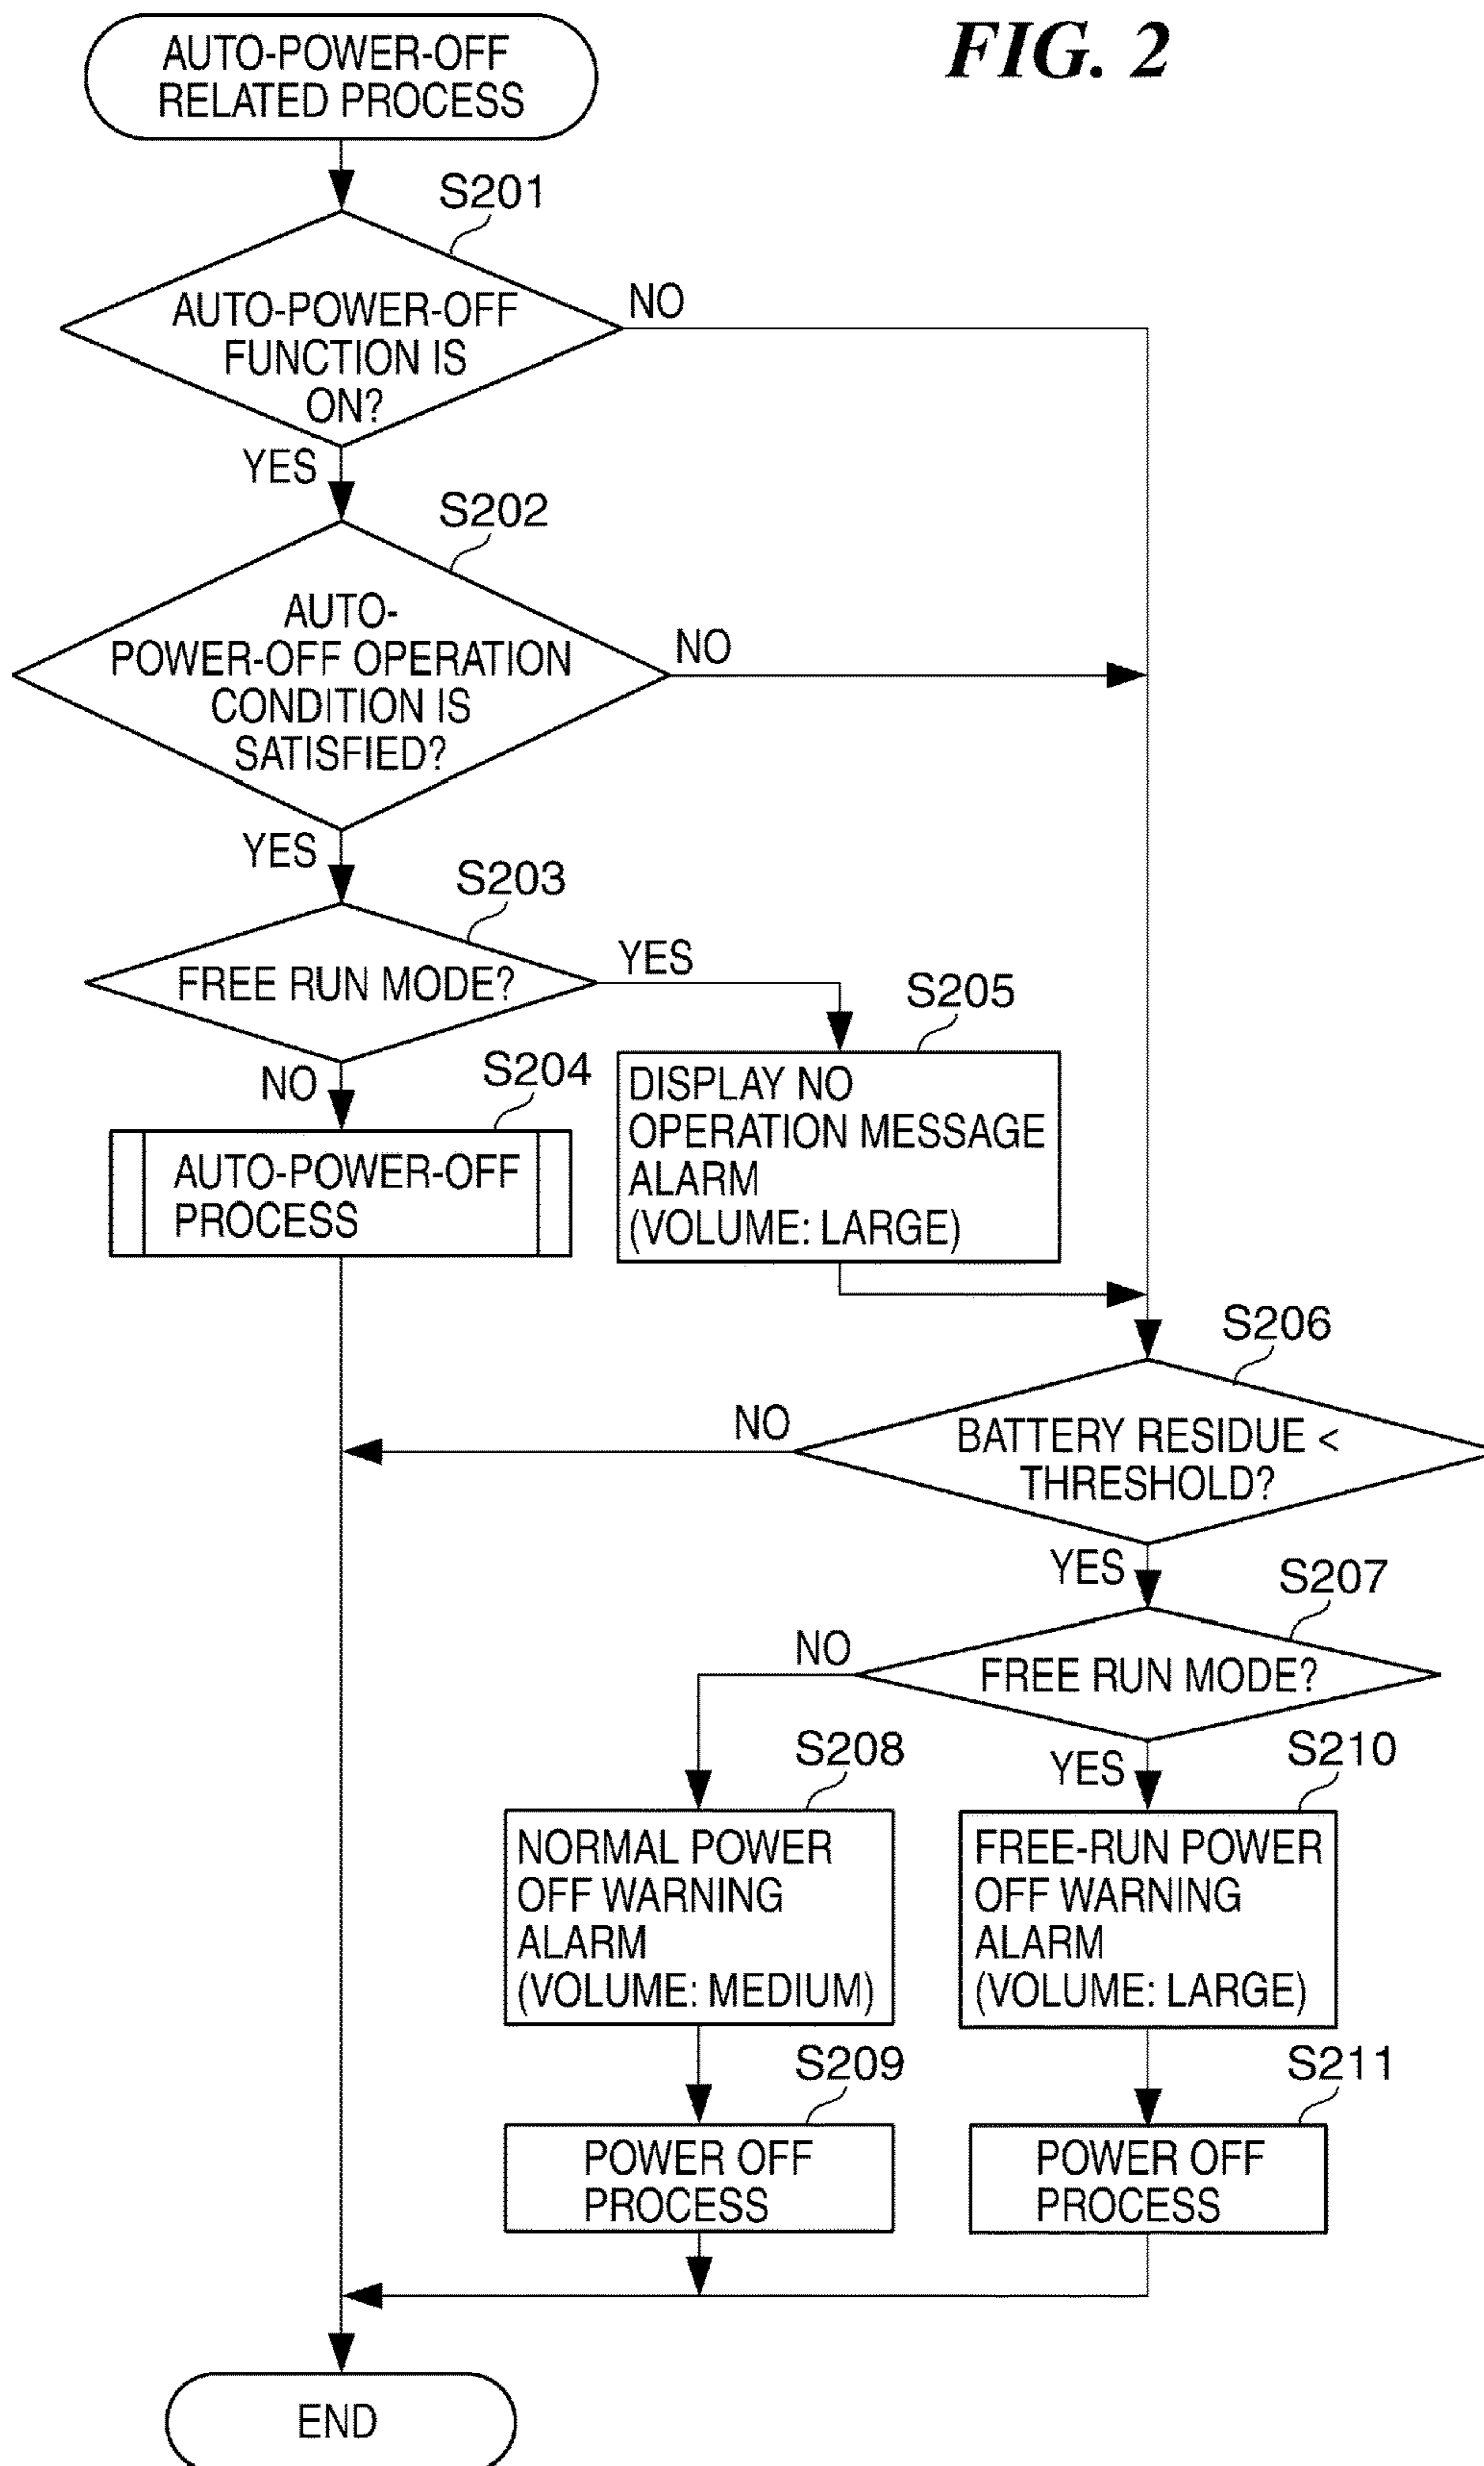 FIG. 2
AUTO-POWER-OFF
RELATED PROCESS
S201
AUTO-POWER-OFF
FUNCTION IS
ON?
NO
YES
S202
AUTO-
POWER-OFF OPERATION
CONDITION IS
SATISFIED?
NO
YES
S203
FREE RUN MODE?
YES
NO
S204
AUTO-POWER-OFF
PROCESS
S205
DISPLAY NO
OPERATION MESSAGE
ALARM
(VOLUME: LARGE)
S206
BATTERY RESIDUE <
THRESHOLD?
NO
YES
S207
FREE RUN MODE?
NO
YES
S208
NORMAL POWER
OFF WARNING
ALARM
(VOLUME: MEDIUM)
S210
FREE-RUN POWER
OFF WARNING
ALARM
(VOLUME: LARGE)
S209
POWER OFF
PROCESS
S211
POWER OFF
PROCESS
END